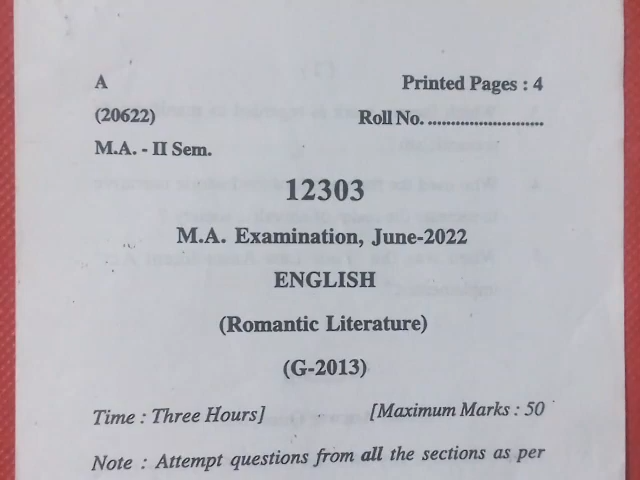 A
Printed Pages : 4
(20622)
Roll No. ..........................
M.A. - II Sem.
12303
M.A. Examination, June-2022
ENGLISH
(Romantic Literature)
(G-2013)
Time : Three Hours]
[Maximum Marks : 50
Note : Attempt questions from all the sections as per